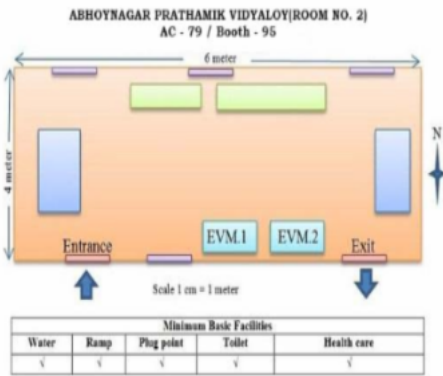 ABHOYNAGAR PRATHAMIK VIDYALOY(ROOM NO. 2)
AC - 79 / Booth - 95
6 meter
4 meter
N
EVM.1 EVM.2
Entrance Exit
Scale 1 cm = 1 meter
Minimum Basic Facilities
Water Ramp Plug point Toilet Health care
√ √ √ √ √